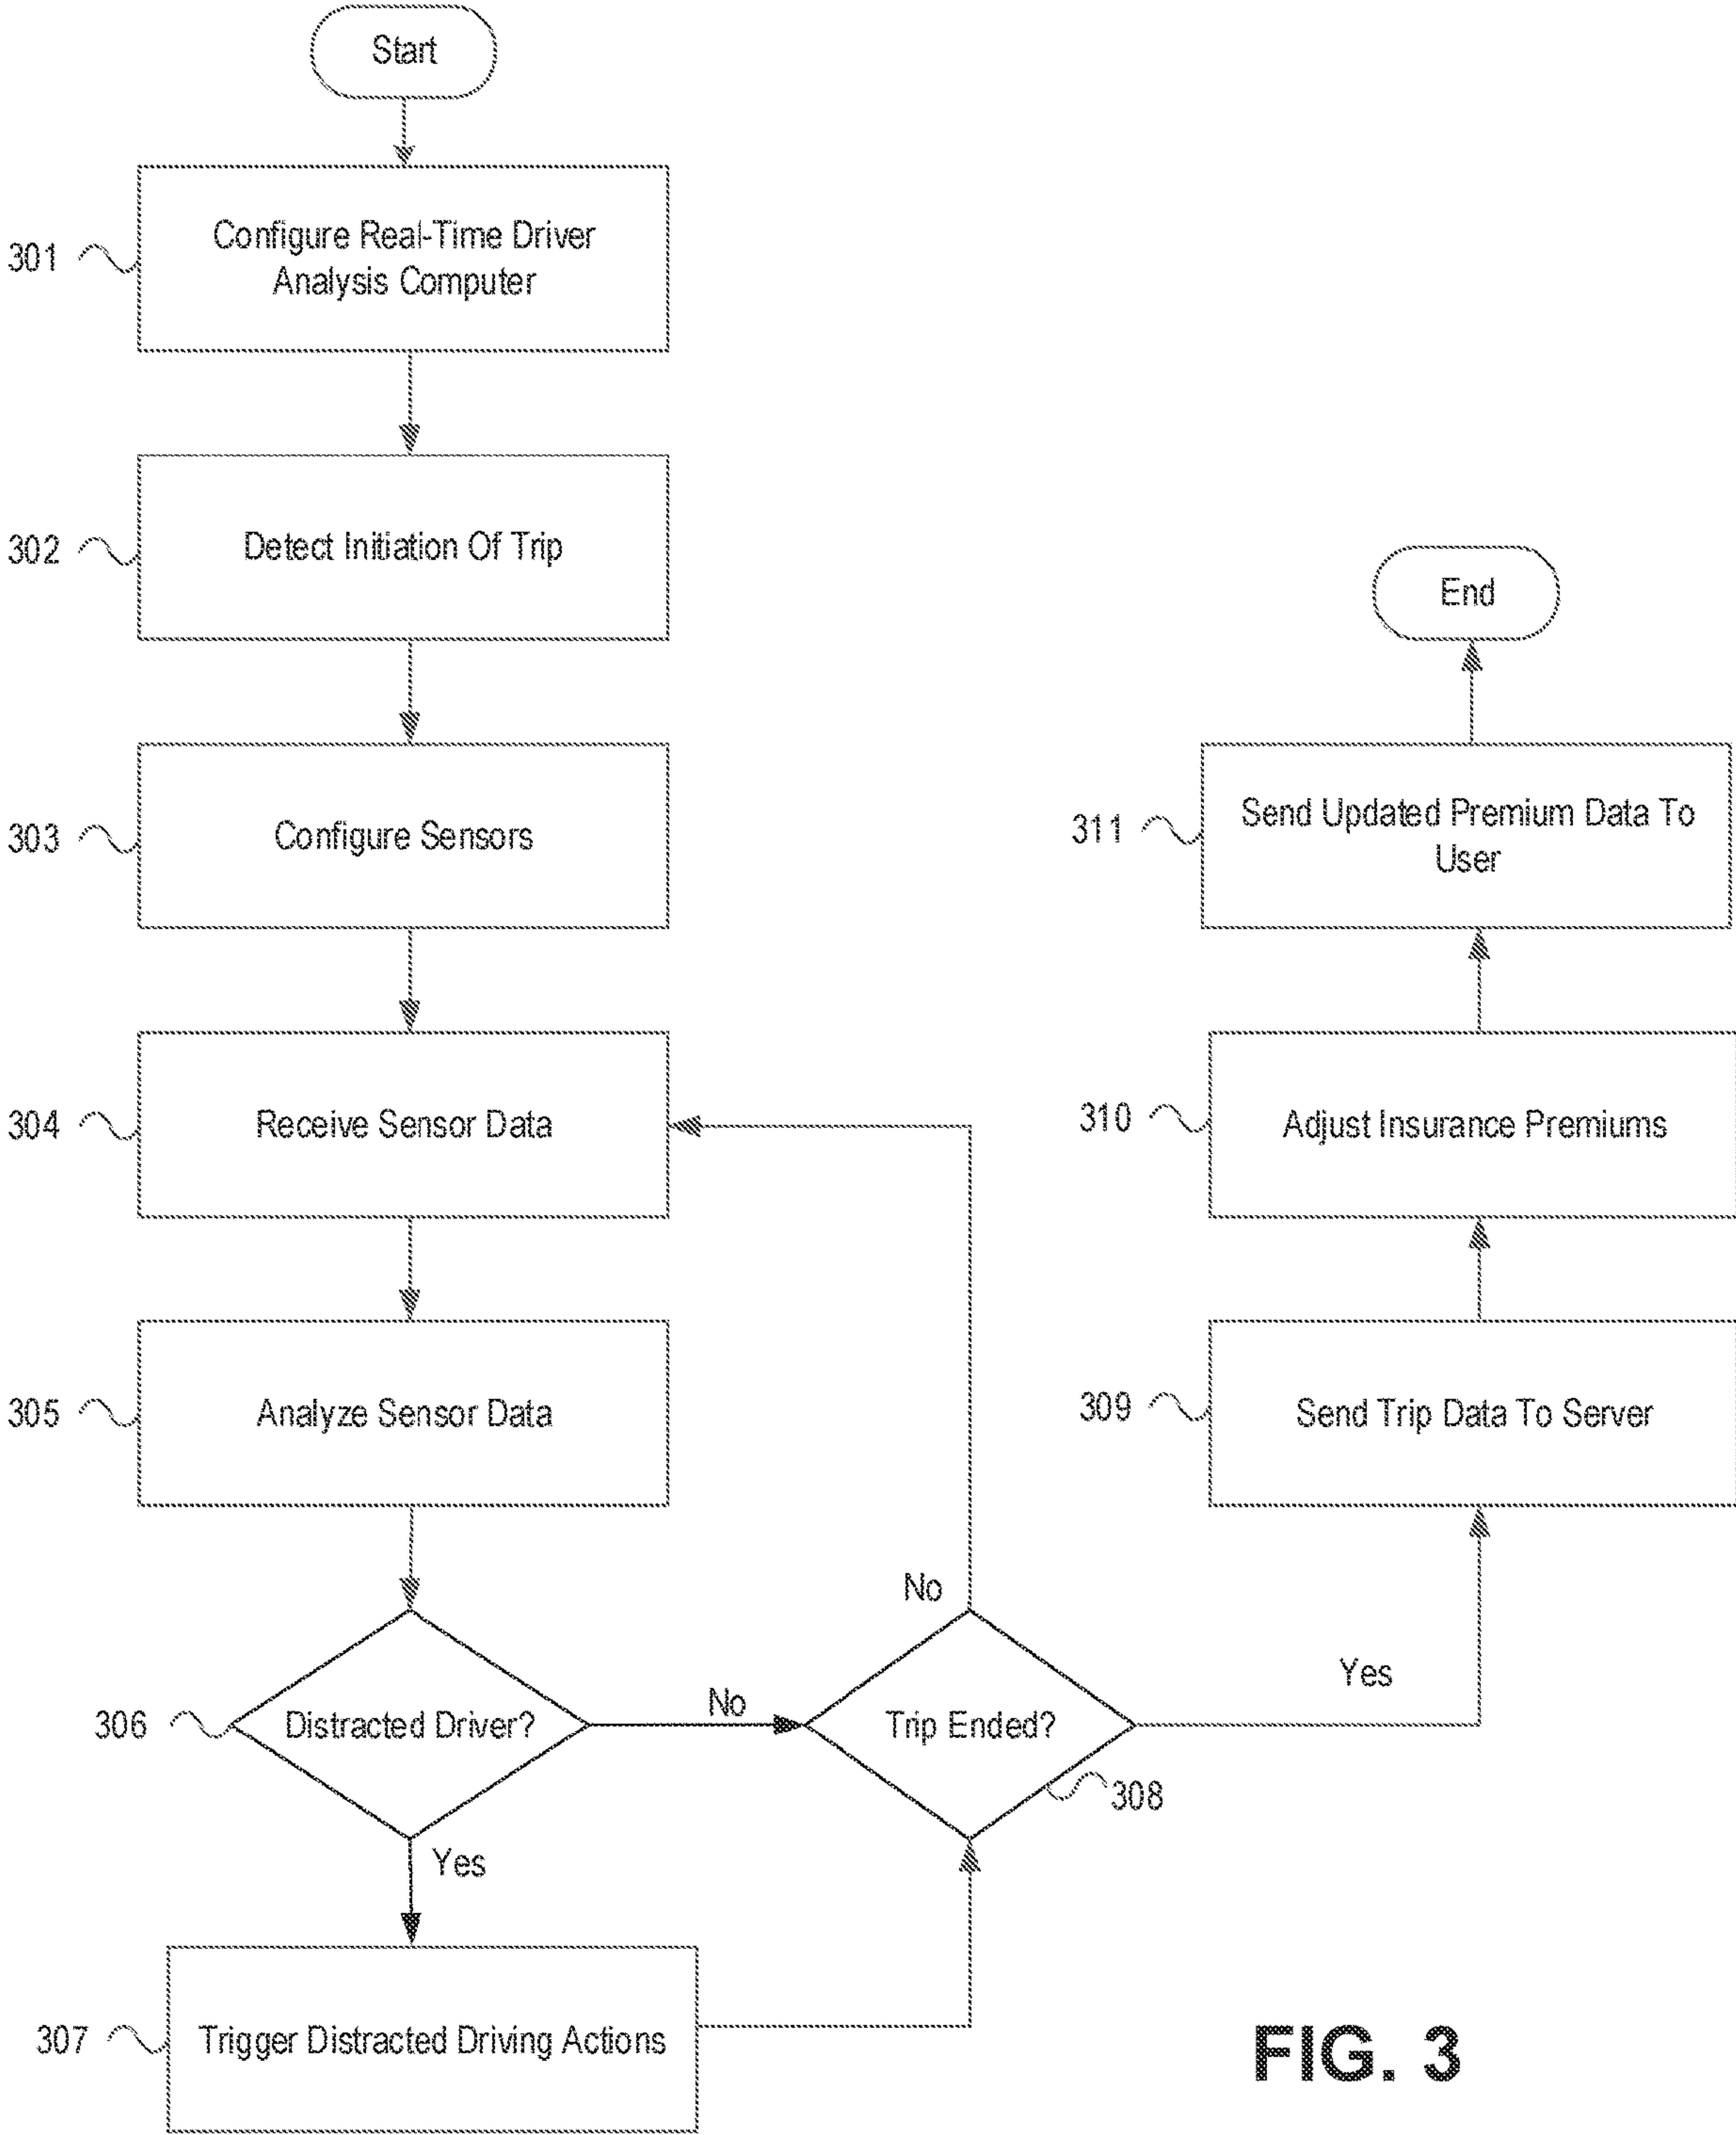 Start
301
Configure Real-Time Driver
Analysis Computer
302
Detect Initiation Of Trip
303
Configure Sensors
304
Receive Sensor Data
305
Analyze Sensor Data
306
Distracted Driver?
No
Yes
307
Trigger Distracted Driving Actions
Trip Ended?
308
No
Yes
309
Send Trip Data To Server
310
Adjust Insurance Premiums
311
Send Updated Premium Data To
User
End
FIG. 3